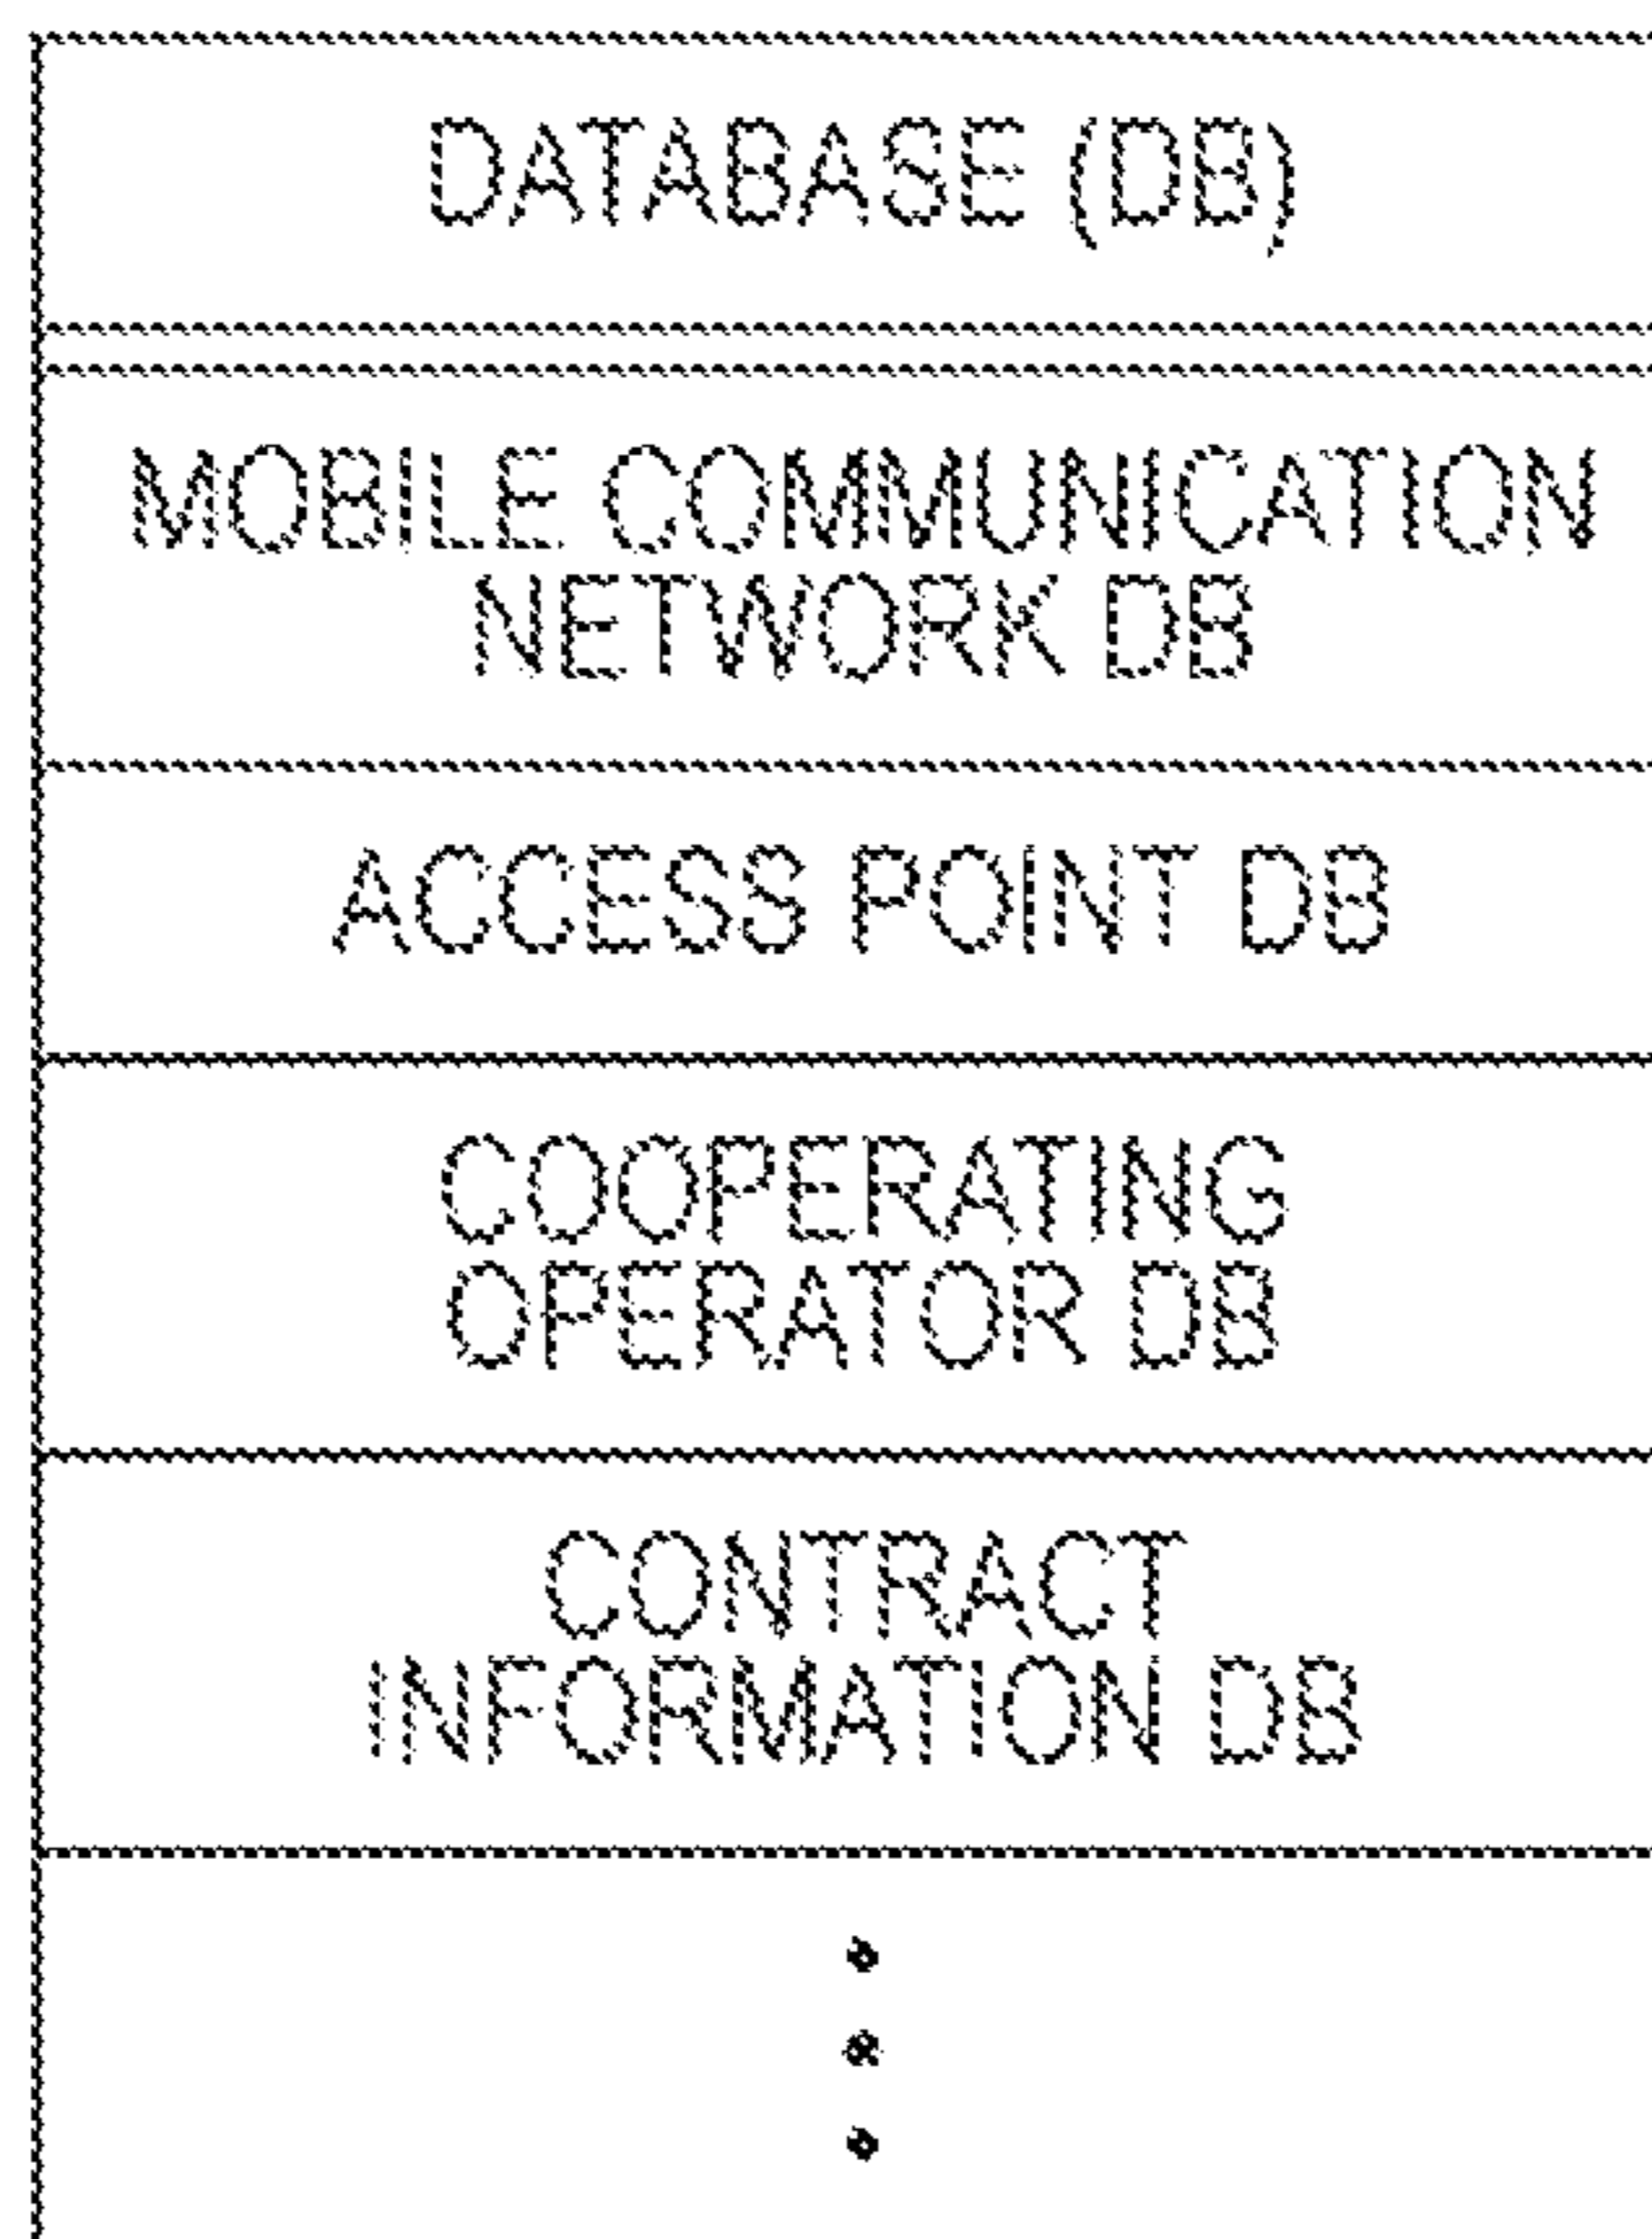 DATABASE (DB)
MOBILE COMMUNICATION
NETWORK DB
ACCESS POINT DB
COOPERATING
OPERATOR DB
CONTRACT
INFORMATION DB